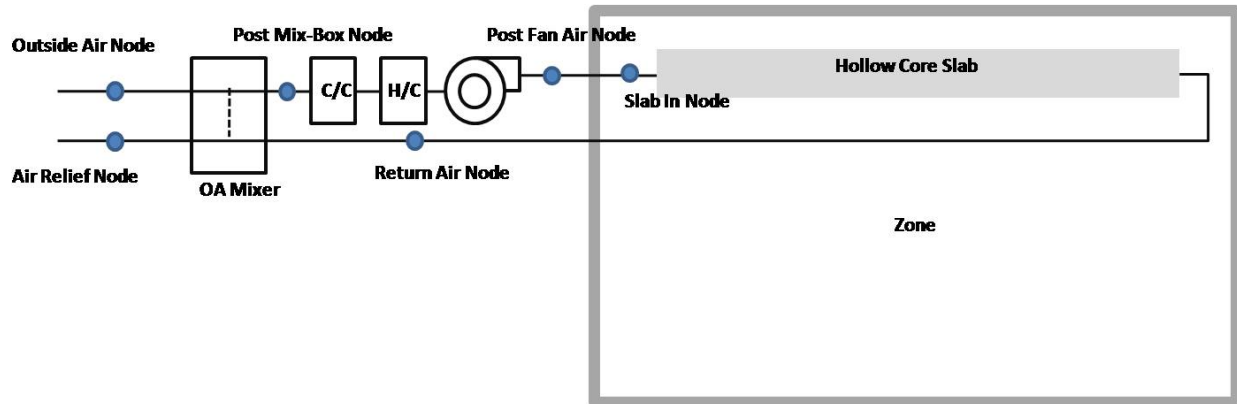 Outside Air Node
Post Mix-Box Node
Post Fan Air Node
Hollow Core Slab
C/C
H/C
Slab In Node
Air Relief Node
OA Mixer
Return Air Node
Zone